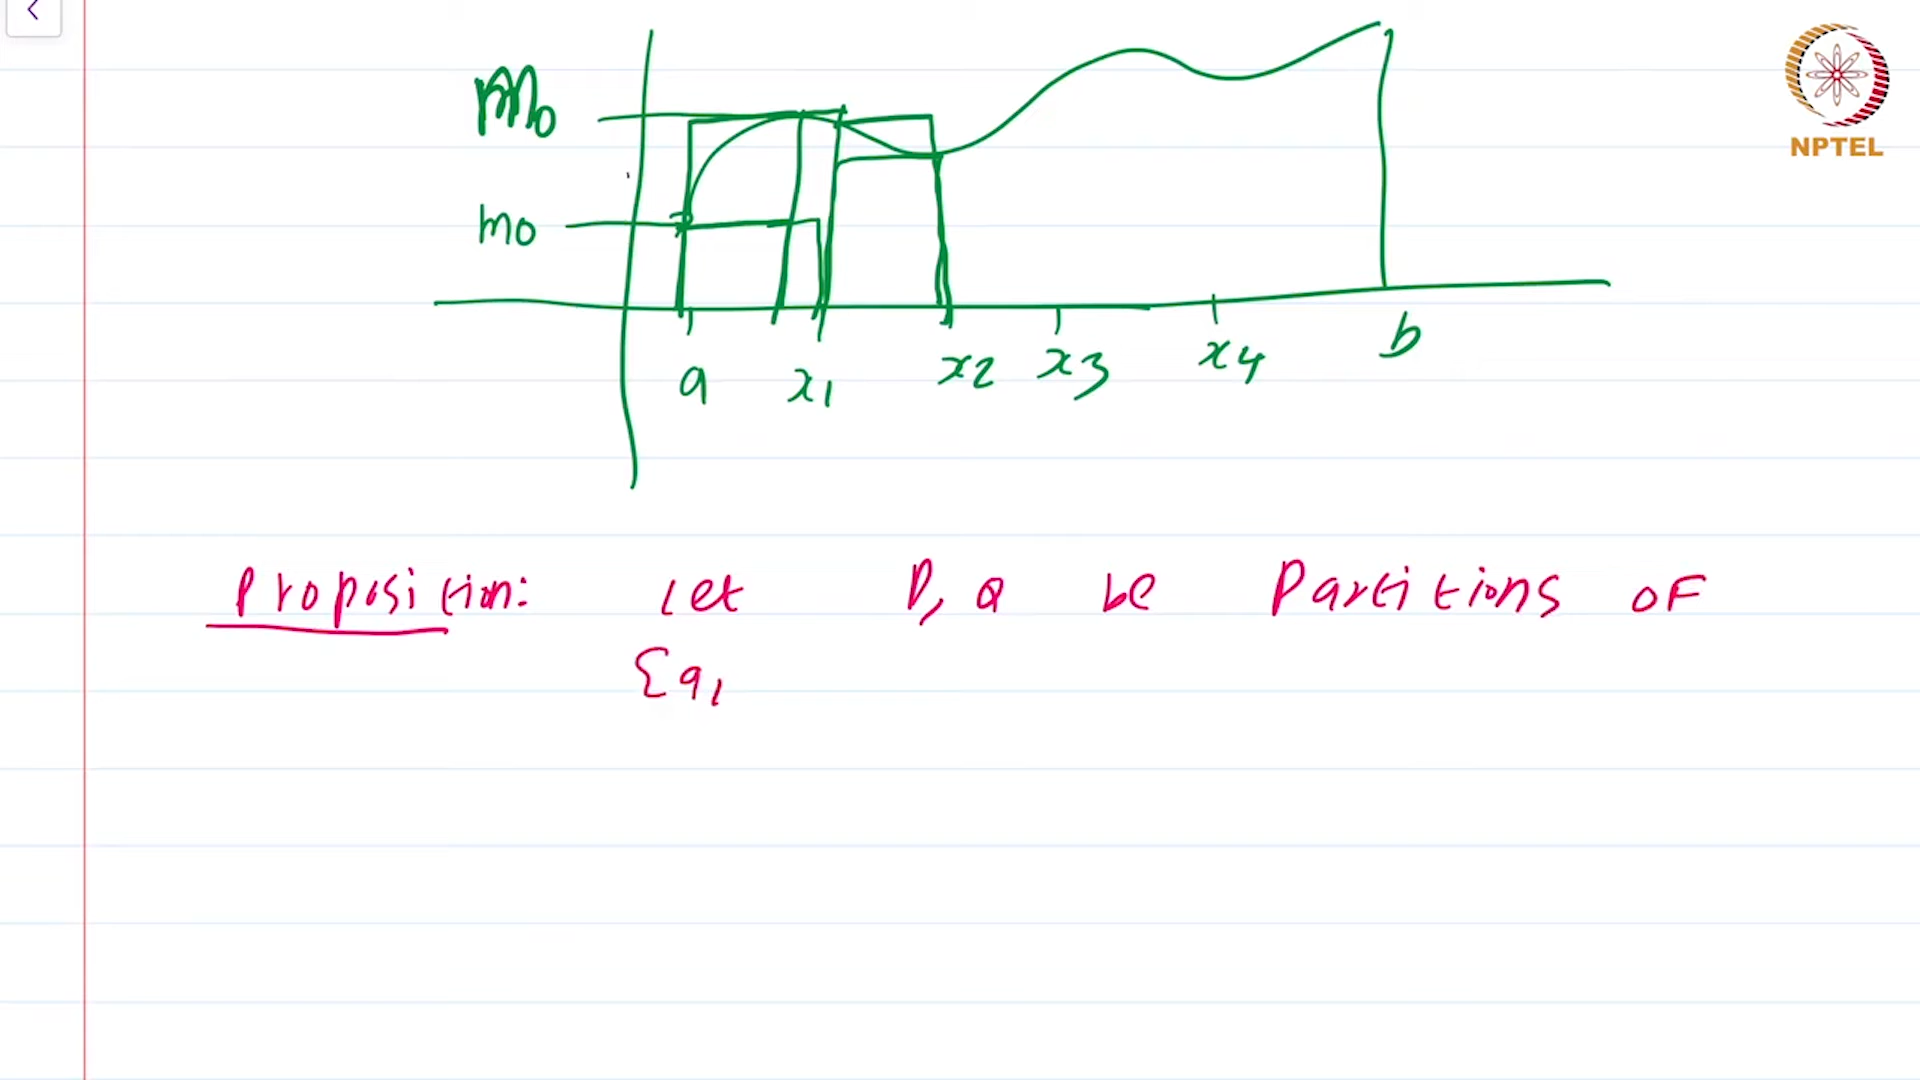 M0
NPTEL
m0
a x1 x2 x3 x4 b
Proposition: Let P, Q be Partitions OF
[a,